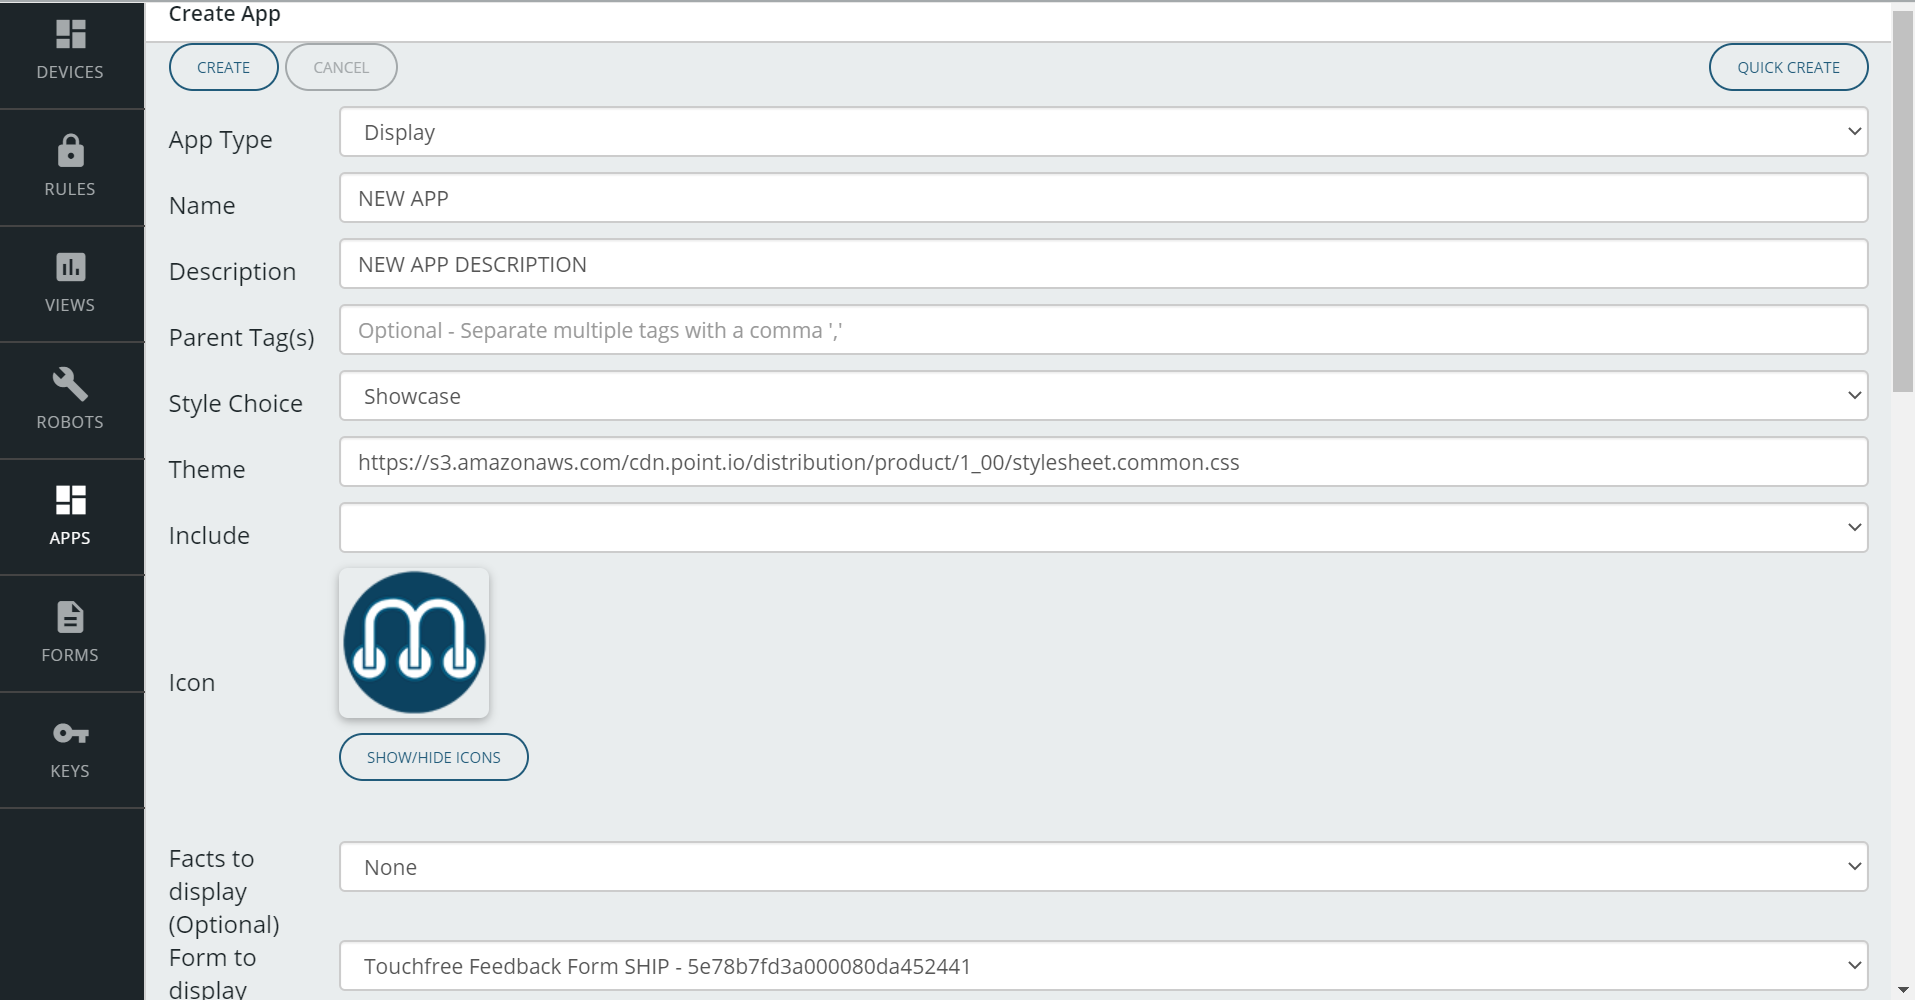 Create App
DEVICES
RULES
VIEWS
ROBOTS
APPS
FORMS
KEYS
CREATE
CANCEL
QUICK CREATE
App Type
Display
Name
NEW APP
Description
NEW APP DESCRIPTION
Parent Tag(s)
Optional - Separate multiple tags with a comma ','
Style Choice
Showcase
Theme
https://s3.amazonaws.com/cdn.point.io/distribution/product/1_00/stylesheet.common.css
Include
Icon
m
SHOW/HIDE ICONS
Facts to
display
(Optional)
None
Form to
display
Touchfree Feedback Form SHIP - 5e78b7fd3a000080da452441